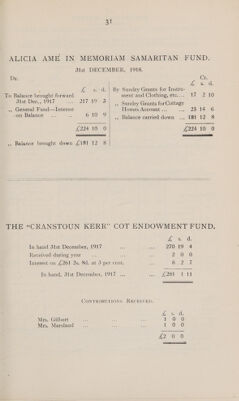 31
ALICIA AMÉ IN MEMORIAM SAMARITAN FUND.
31st DECEMBER, 1918.
Dr. Cr.
£ s. d. £ s. d.
To Balance brought forward 31st Dec., 1917 ... 217 19 3
„ General Fund—Interest on Balance ... 6 10 9
£224 10 0
„ Balance brought down £181 12 8
By Sundry Grants for Instrument and Clothing, etc. ... 17 2 10
„ Sundry Grants for Cottage Homes Account ... 25 14 6
„ Balance carried down ... 181 12 8
£224 10 0
THE "CRANSTOUN KERR" COT ENDOWMENT FUND.
£ s. d.
In hand 31st December, 1917 ... ... 270 19 4
Received during year ... ... 2 0 0
Interest on £261 2s. 8d. at 3 per cent. ... 8 2 7
In hand, 31st December, 1917 ... ... £281 1 11
CONTRIBUTIONS RECEIVED.
£ s. d.
Mrs. Gilbert ... ... ... 1 0 0
Mrs. Marsland ... ... ... 1 0 0
£2 0 0